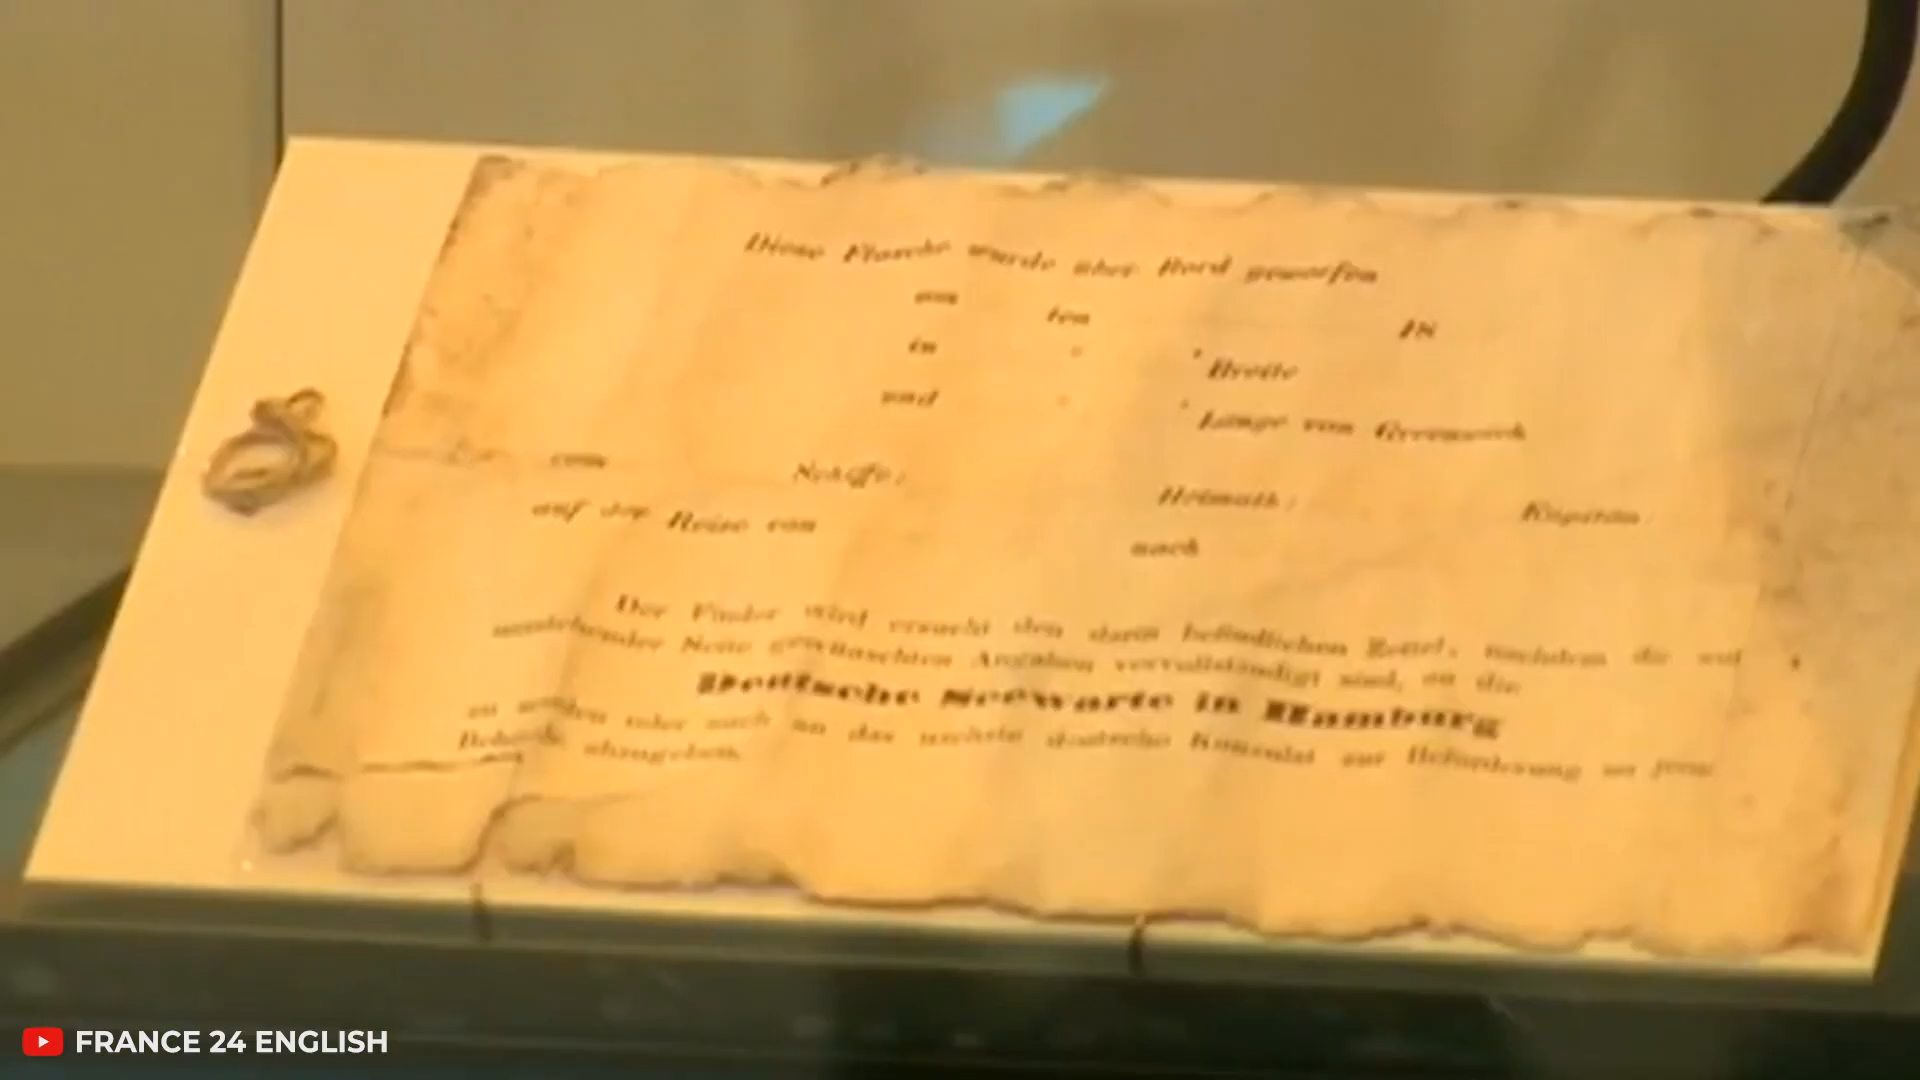 Diese Flasche wurde über Bord geworfen
am ten 18
in ° ' Breite
und ° ' Länge von Greenwich
vom Schiffe: Heimath: Kapitän:
auf der Reise von nach
Der Finder wird ersucht den darin befindlichen Zettel, nachdem die auf
umstehender Seite gewünschten Angaben vervollständigt sind, an die
Deutsche Seewarte in Hamburg
zu senden oder auch an das nächste deutsche Konsulat zur Beförderung an jene
Behörde abzugeben.
FRANCE 24 ENGLISH